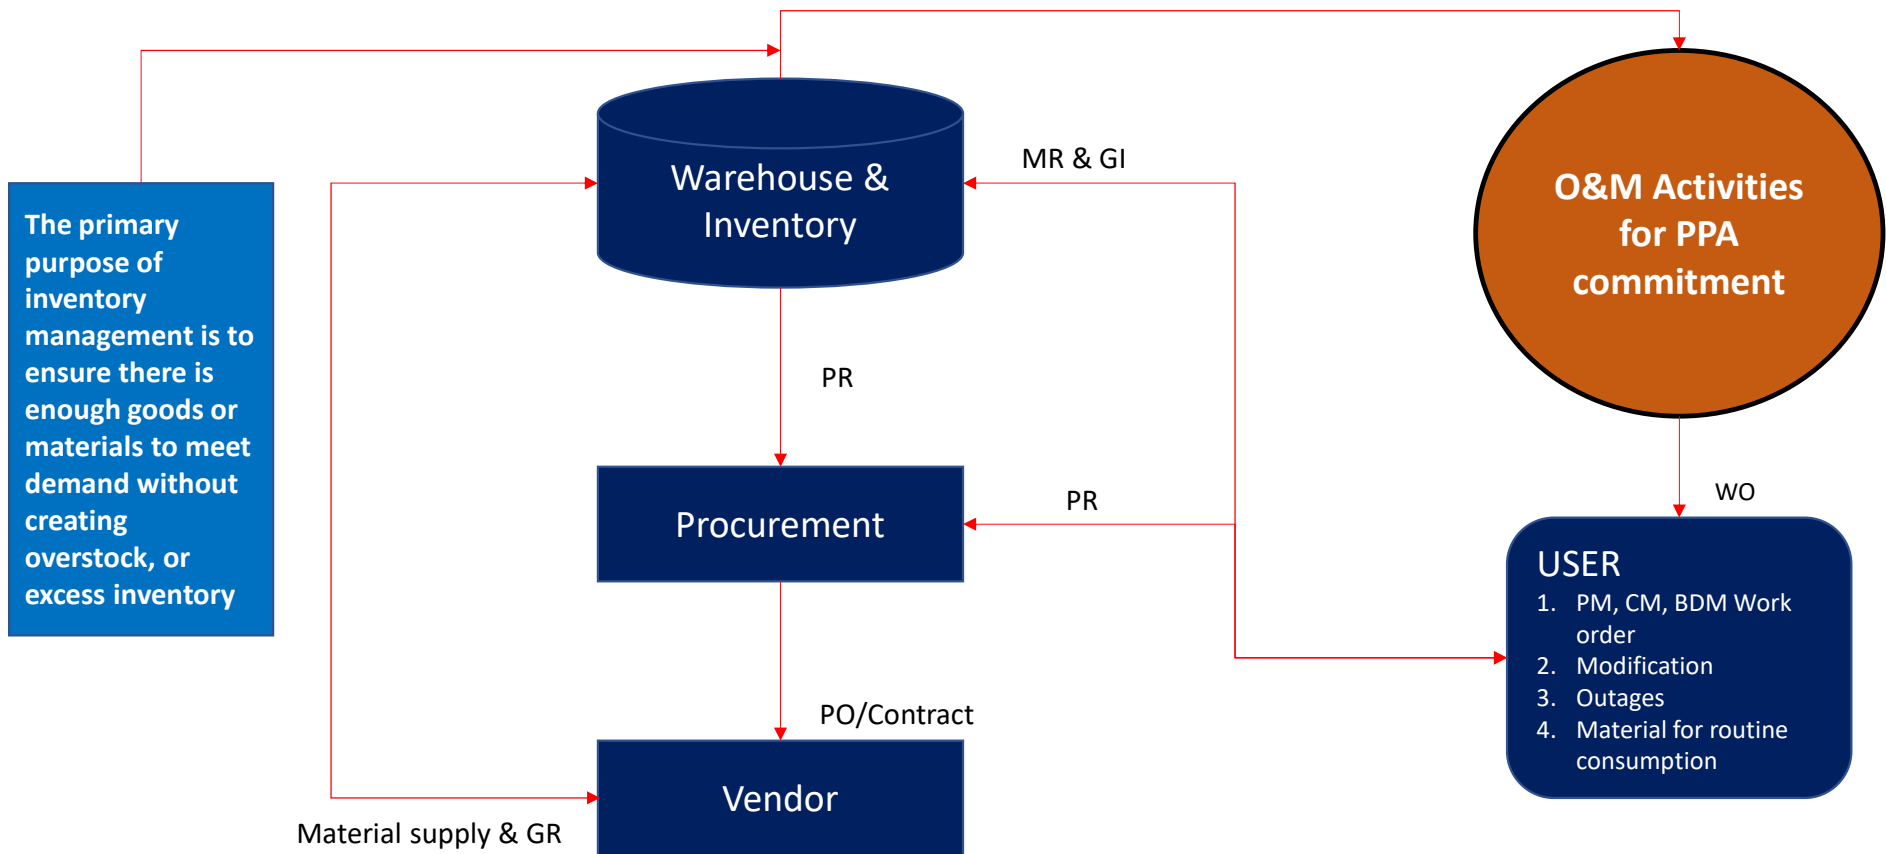 The primary
purpose of
inventory
management is to
ensure there is
enough goods or
materials to meet
demand without
creating
overstock, or
excess inventory
Warehouse &
Inventory
MR & GI
O&M Activities
for PPA
commitment
PR
Procurement
PR
WO
USER
1. PM, CM, BDM Work
order
2. Modification
3. Outages
4. Material for routine
consumption
PO/Contract
Vendor
Material supply & GR